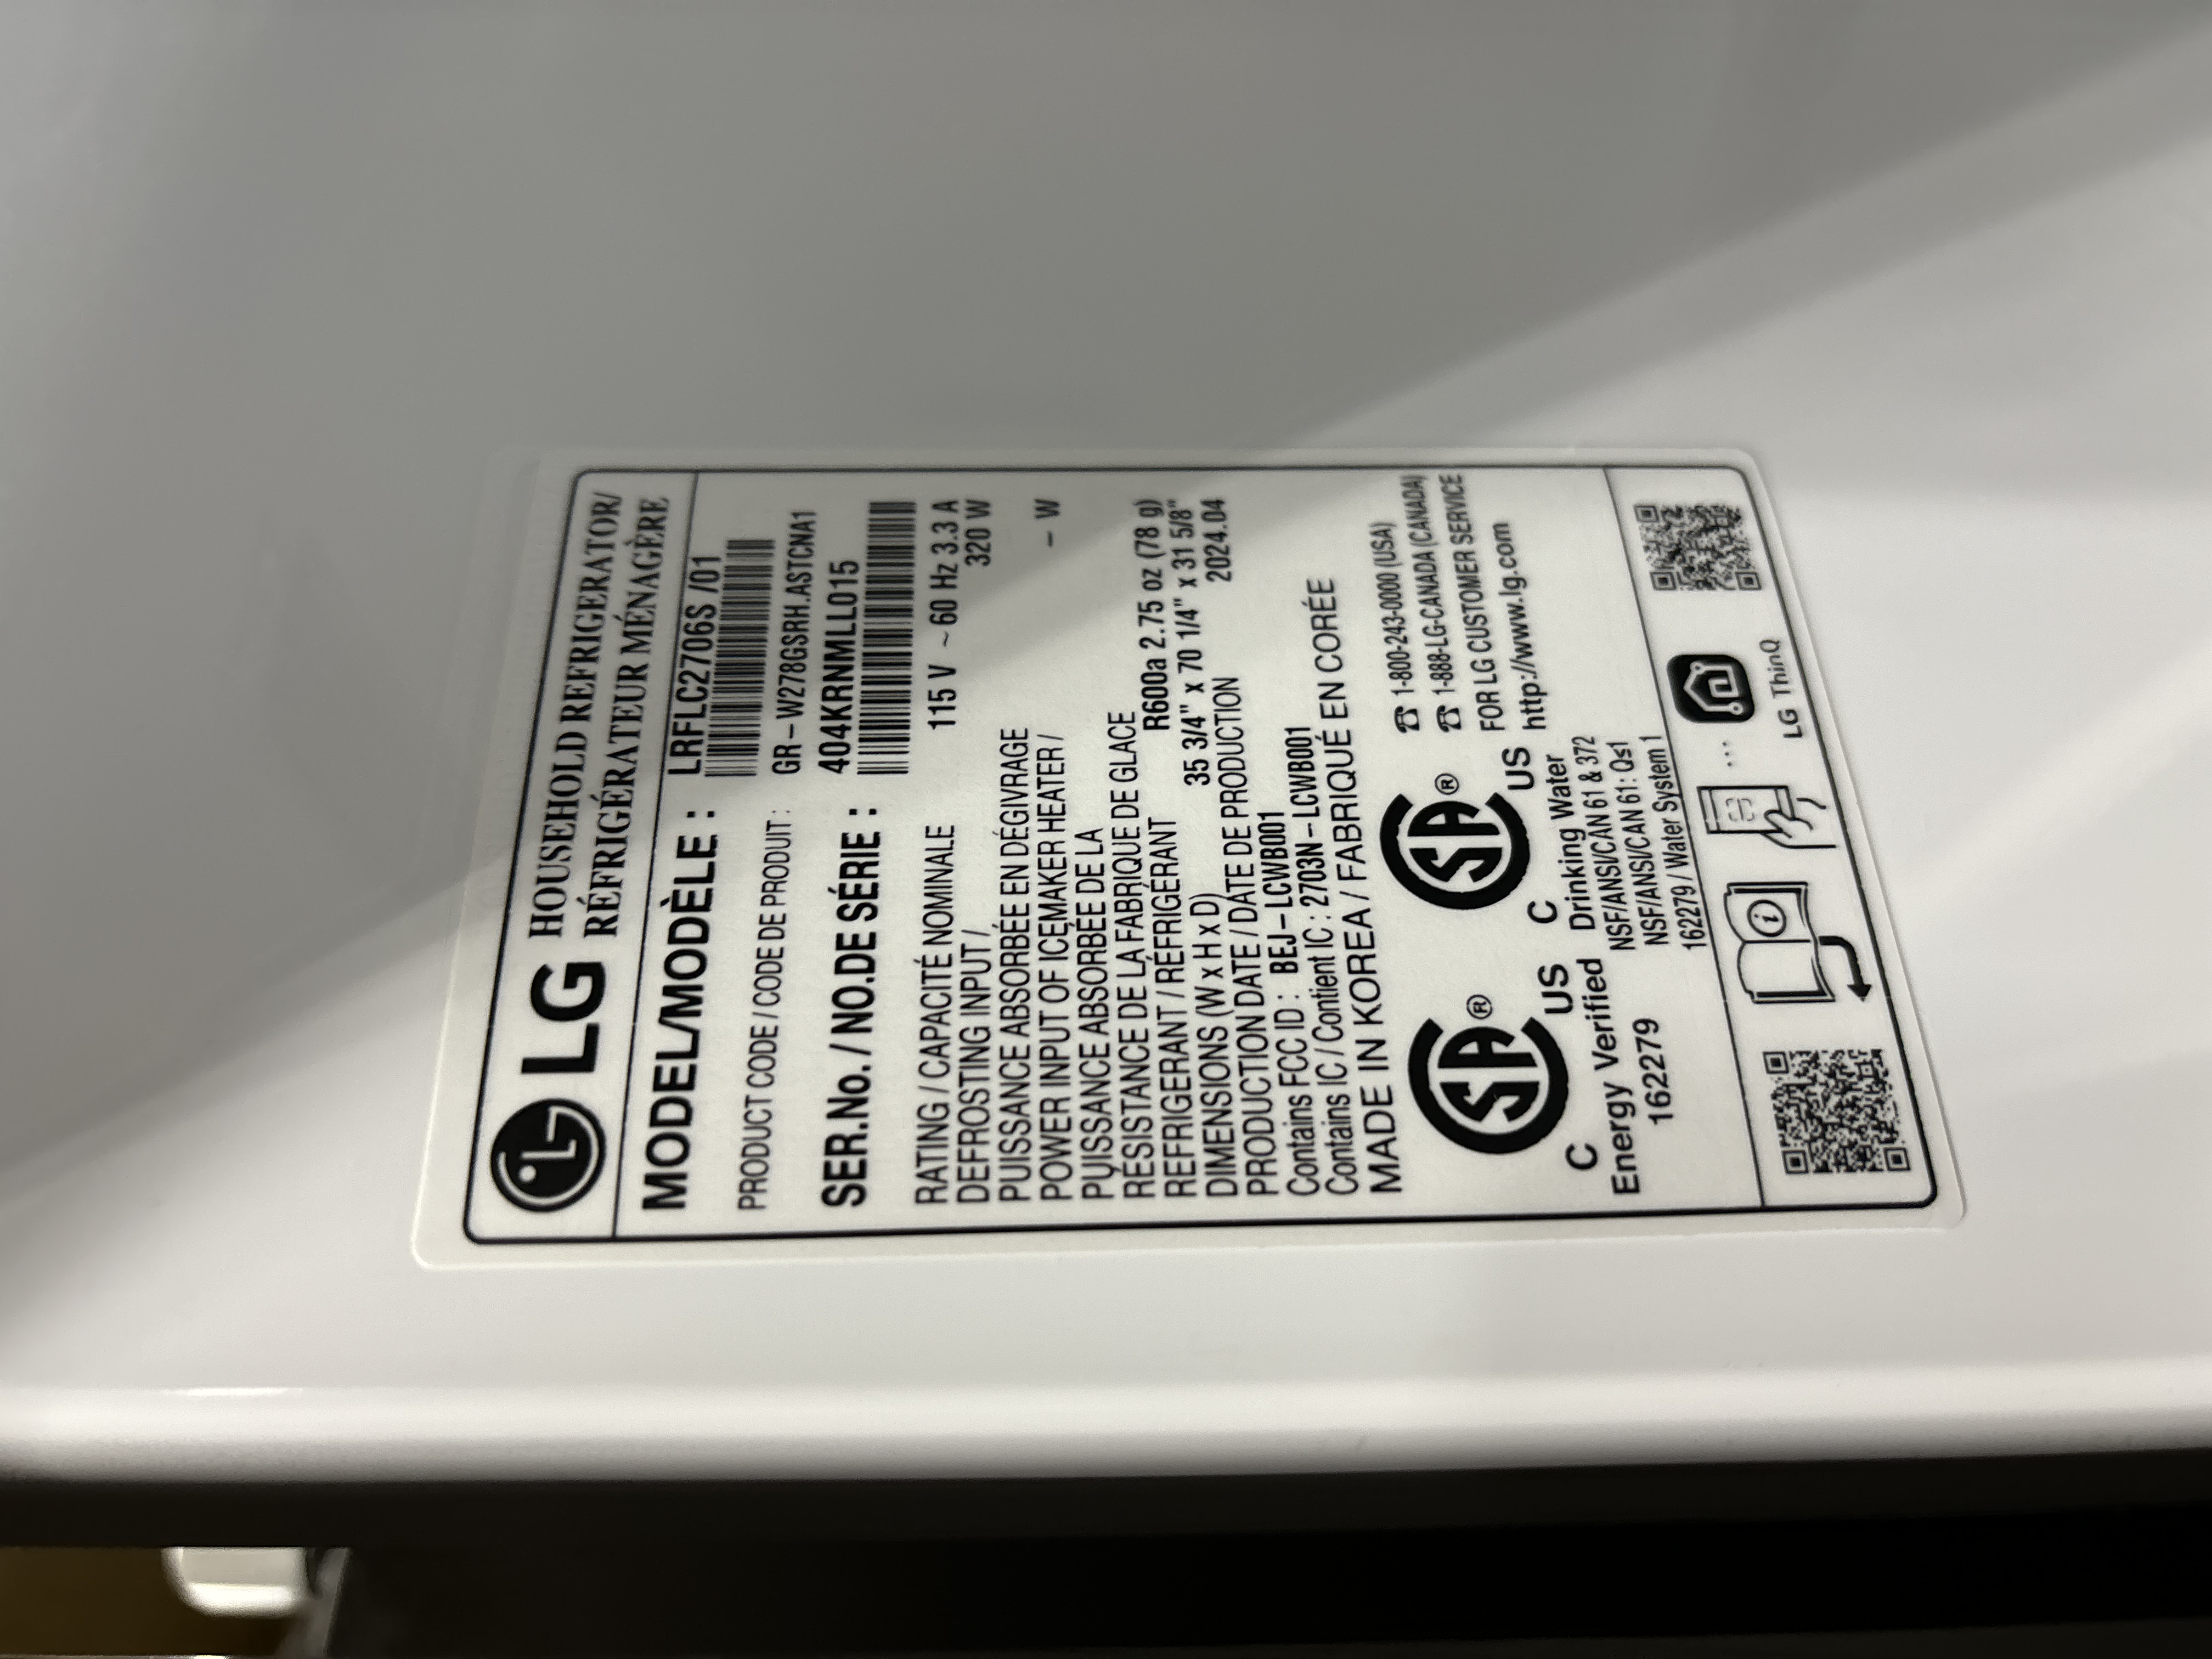 LG HOUSEHOLD REFRIGERATOR/
RÉFRIGÉRATEUR MÉNAGÈRE
MODEL/MODÈLE : LRFLC2706S /01
PRODUCT CODE / CODE DE PRODUIT : GR-W278GSRH.ASTCNA1
SER.No. / NO.DE SÉRIE : 404KRNMLL015
RATING / CAPACITÉ NOMINALE 115 V ~ 60 Hz 3.3 A
DEFROSTING INPUT / 320 W
PUISSANCE ABSORBÉE EN DÉGIVRAGE
POWER INPUT OF ICEMAKER HEATER / - W
PUISSANCE ABSORBÉE DE LA
RÉSISTANCE DE LA FABRIQUE DE GLACE
REFRIGERANT / RÉFRIGÉRANT R600a 2.75 oz (78 g)
DIMENSIONS (W x H x D) 35 3/4" x 70 1/4" x 31 5/8"
PRODUCTION DATE / DATE DE PRODUCTION 2024.04
Contains FCC ID : BEJ-LCWB001
Contains IC / Contient IC : 2703N-LCWB001
MADE IN KOREA / FABRIQUÉ EN CORÉE
SA ®
C US
Energy Verified
162279
SA ®
C US
Drinking Water
NSF/ANSI/CAN 61 & 372
NSF/ANSI/CAN 61: Q≤1
162279 / Water System 1
☎ 1-800-243-0000 (USA)
☎ 1-888-LG-CANADA (CANADA)
FOR LG CUSTOMER SERVICE
http://www.lg.com
i
LG ThinQ